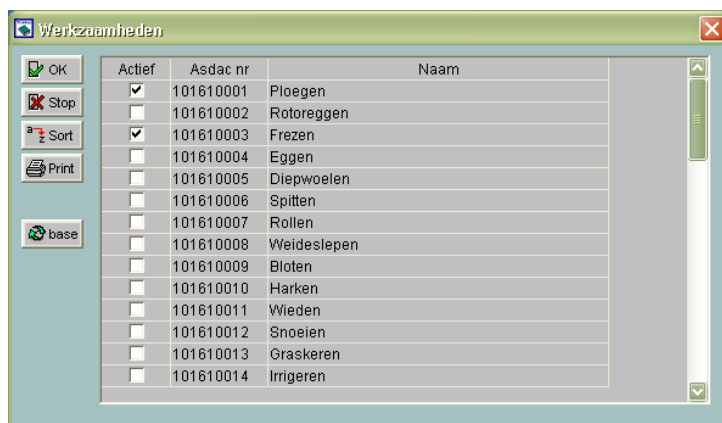 Werkzaamheden
OK
Stop
Sort
Print
base
Actief Asdac nr Naam
101610001 Ploegen
101610002 Rotoreggen
101610003 Frezen
101610004 Eggen
101610005 Diepwoelen
101610006 Spitten
101610007 Rollen
101610008 Weideslepen
101610009 Bloten
101610010 Harken
101610011 Wieden
101610012 Snoeien
101610013 Graskeren
101610014 Irrigeren